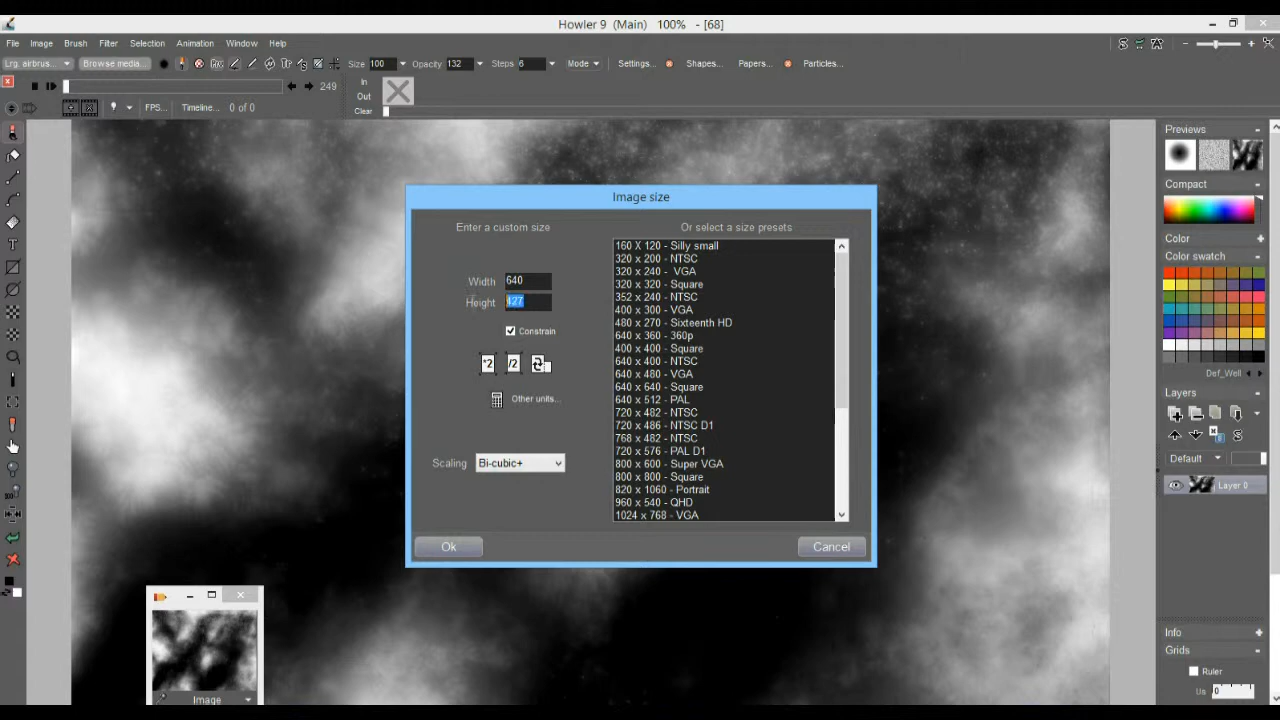 Howler 9 (Main) 100% - [68]
File Image Brush Filter Selection Animation Window Help
Lrg. airbrus... Browse media... Size 100 Opacity 132 Steps 6 Mode Settings... Shapes... Papers... Particles...
249
In
Out
Clear
FPS... Timeline... 0 of 0
Image size
Enter a custom size
Width 640
Height 427
Constrain
*2 /2
Other units...
Scaling Bi-cubic+
Ok
Or select a size presets
160 X 120 - Silly small
320 x 200 - NTSC
320 x 240 - VGA
320 x 320 - Square
352 x 240 - NTSC
400 x 300 - VGA
480 x 270 - Sixteenth HD
640 x 360 - 360p
400 x 400 - Square
640 x 400 - NTSC
640 x 480 - VGA
640 x 640 - Square
640 x 512 - PAL
720 x 482 - NTSC
720 x 486 - NTSC D1
768 x 482 - NTSC
720 x 576 - PAL D1
800 x 600 - Super VGA
800 x 800 - Square
820 x 1060 - Portrait
960 x 540 - QHD
1024 x 768 - VGA
Cancel
Previews
Compact
Color
Color swatch
Def_Well
Layers
Default
Layer 0
Info
Grids
Ruler
Us 0
Image